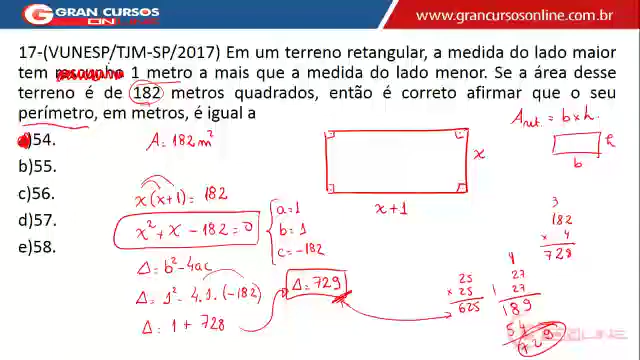 GRAN CURSOS
ONLINE
www.grancursosonline.com.br
17-(VUNESP/TJM-SP/2017) Em um terreno retangular, a medida do lado maior
tem 1 metro a mais que a medida do lado menor. Se a área desse
terreno é de 182 metros quadrados, então é correto afirmar que o seu
perímetro, em metros, é igual a
)54.
b)55.
c)56.
d)57.
e)58.
A = 182 m²
A ret. = b x h.
h
b
x
x + 1
x(x+1) = 182
x² + x - 182 = 0
a = 1
b = 1
c = -182
Δ = b² - 4ac
Δ = 1² - 4.1.(-182)
Δ = 1 + 728
Δ = 729
3
182
x 4
728
25
x 25
625
4
27
27
1
189
54
729